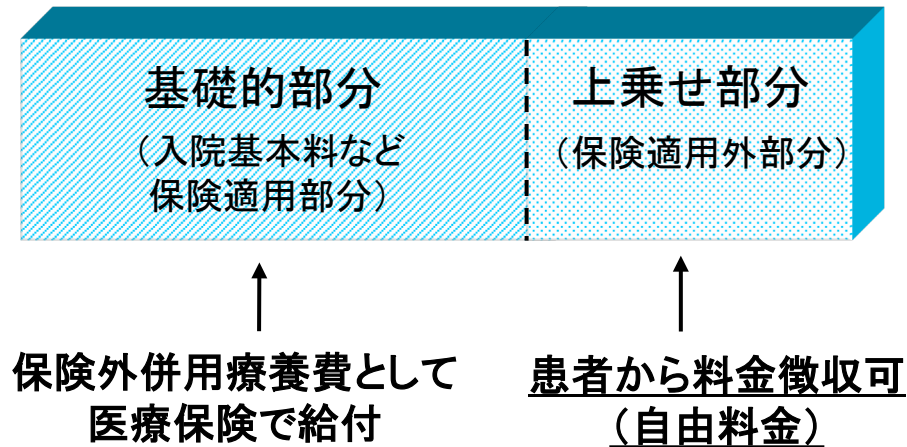 基礎的部分
（入院基本料など
保険適用部分）
上乗せ部分
（保険適用外部分）
保険外併用療養費として
医療保険で給付
患者から料金徴収可
（自由料金）